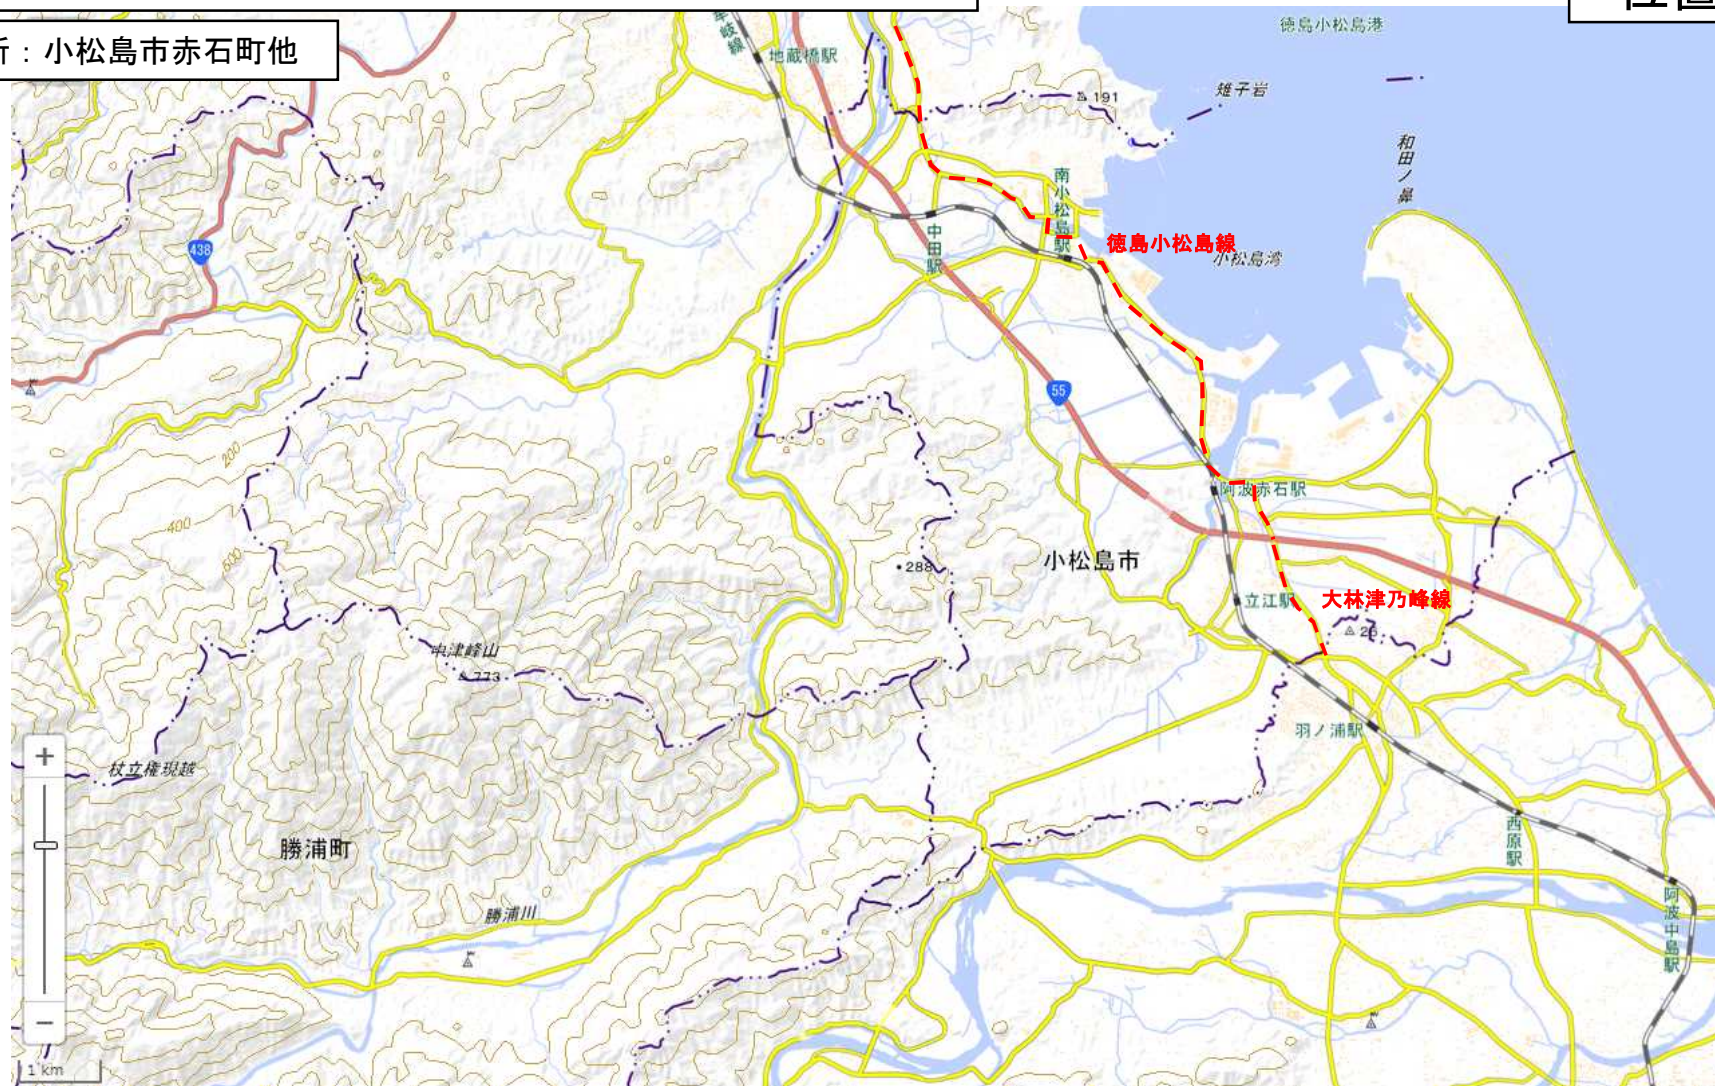 位置
所：小松島市赤石町他
牟岐線
地蔵橋駅
徳島小松島港
191
雉子岩
和田ノ鼻
南小松島駅
中田駅
徳島小松島線
小松島湾
438
55
200
400
600
阿波赤石駅
小松島市
288
立江駅
大林津乃峰線
中津峰山
773
羽ノ浦駅
杖立権現越
+
勝浦町
西原駅
勝浦川
阿波中島駅
−
1 km